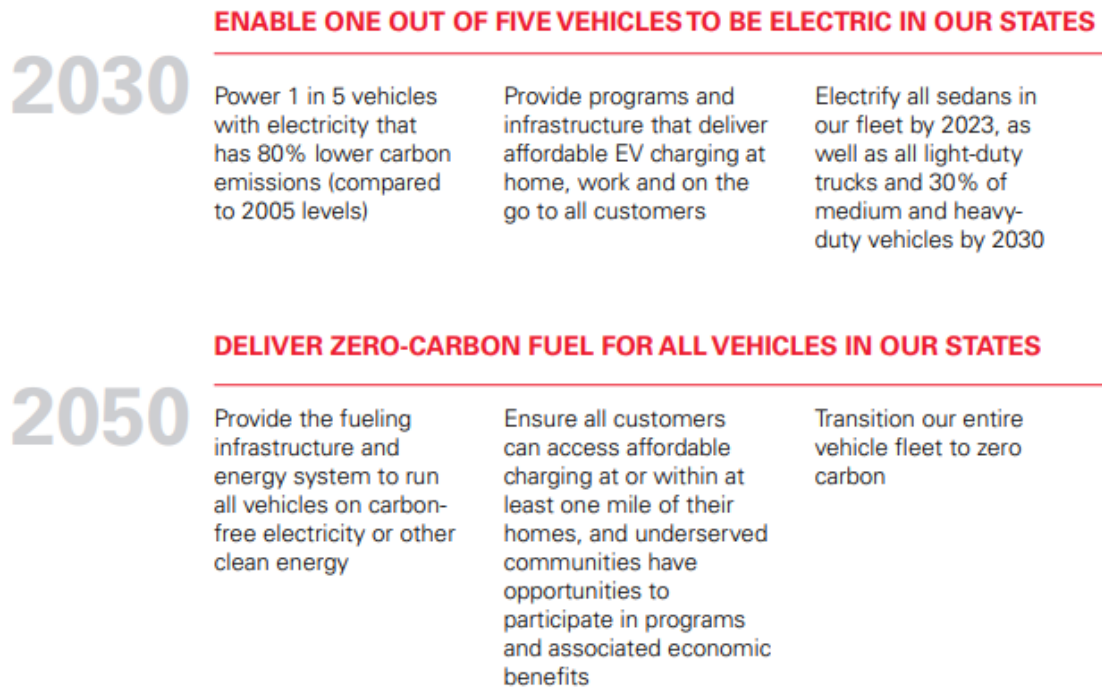 ENABLE ONE OUT OF FIVE VEHICLES TO BE ELECTRIC IN OUR STATES
2030
Power 1 in 5 vehicles
with electricity that
has 80% lower carbon
emissions (compared
to 2005 levels)
Provide programs and
infrastructure that deliver
affordable EV charging at
home, work and on the
go to all customers
Electrify all sedans in
our fleet by 2023, as
well as all light-duty
trucks and 30% of
medium and heavy-
duty vehicles by 2030
DELIVER ZERO-CARBON FUEL FOR ALL VEHICLES IN OUR STATES
2050
Provide the fueling
infrastructure and
energy system to run
all vehicles on carbon-
free electricity or other
clean energy
Ensure all customers
can access affordable
charging at or within at
least one mile of their
homes, and underserved
communities have
opportunities to
participate in programs
and associated economic
benefits
Transition our entire
vehicle fleet to zero
carbon